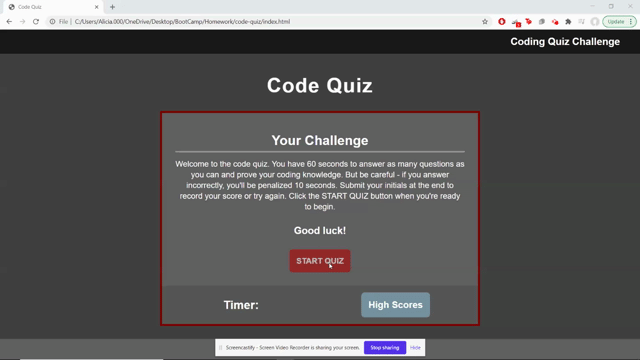 Code Quiz
File
C:/Users/Alicia.000/OneDrive/Desktop/BootCamp/Homework/code-quiz/index.html
Update
Coding Quiz Challenge
Code Quiz
Your Challenge
Welcome to the code quiz. You have 60 seconds to answer as many questions as
you can and prove your coding knowledge. But be careful - if you answer
incorrectly, you'll be penalized 10 seconds. Submit your initials at the end to
record your score or try again. Click the START QUIZ button when you're ready
to begin.
Good luck!
START QUIZ
Timer:
High Scores
Screencastify - Screen Video Recorder is sharing your screen.
Stop sharing
Hide